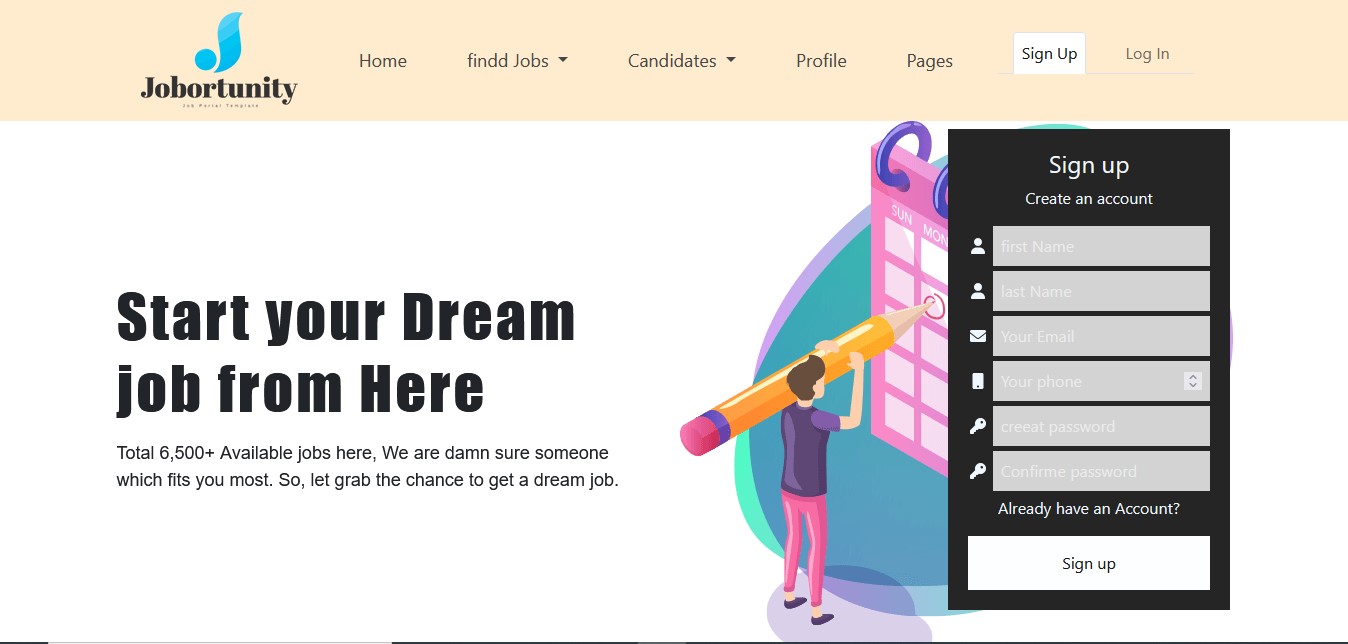 Jobortunity
Job Portal Template
Home
findd Jobs
Candidates
Profile
Pages
Sign Up
Log In
SUN
MON
Start your Dream
job from Here
Total 6,500+ Available jobs here, We are damn sure someone
which fits you most. So, let grab the chance to get a dream job.
Sign up
Create an account
first Name
last Name
Your Email
Your phone
creeat password
Confirme password
Already have an Account?
Sign up